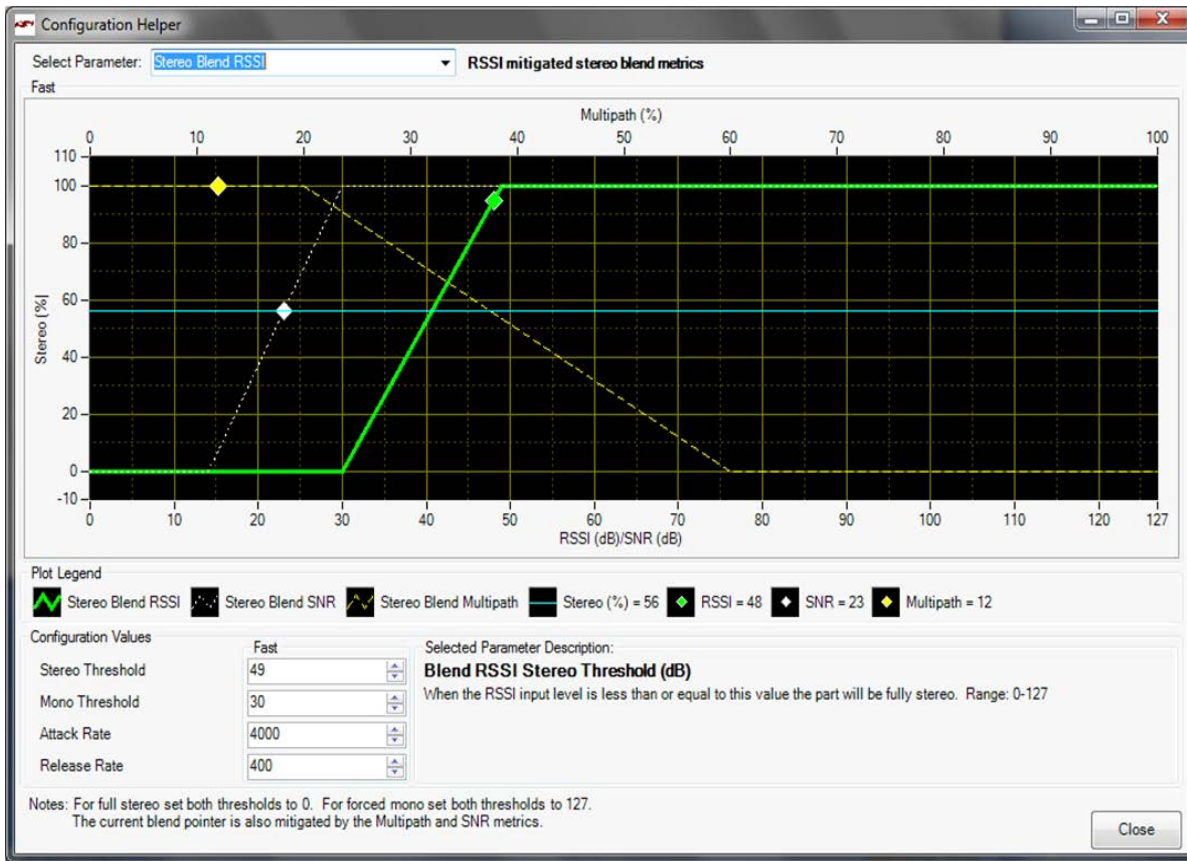 Configuration Helper
Select Parameter: Stereo Blend RSSI RSSI mitigated stereo blend metrics
Fast
Multipath (%)
0 10 20 30 40 50 60 70 80 90 100
110
100
80
60
40
20
0
-10
Stereo (%)
0 10 20 30 40 50 60 70 80 90 100 110 120 127
RSSI (dB)/SNR (dB)
Plot Legend
Stereo Blend RSSI Stereo Blend SNR Stereo Blend Multipath Stereo (%) = 56 RSSI = 48 SNR = 23 Multipath = 12
Configuration Values
Fast
Stereo Threshold 49
Mono Threshold 30
Attack Rate 4000
Release Rate 400
Selected Parameter Description:
Blend RSSI Stereo Threshold (dB)
When the RSSI input level is less than or equal to this value the part will be fully stereo. Range: 0-127
Notes: For full stereo set both thresholds to 0. For forced mono set both thresholds to 127.
The current blend pointer is also mitigated by the Multipath and SNR metrics.
Close